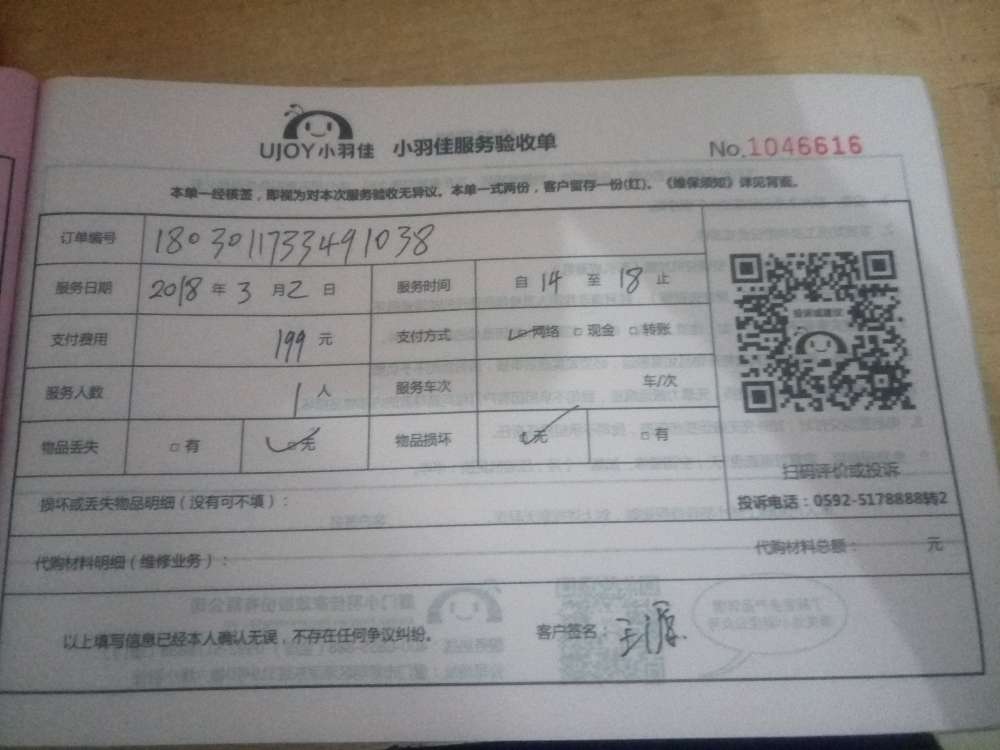 UJOY小羽佳 小羽佳服务验收单 No.1046616
本单一经核签，即视为对本次服务验收无异议。本单一式两份，客户留存一份(红)。《维保须知》详见背面。
订单编号 1803011733491038
服务日期 2018 年 3 月 2 日 服务时间 自 14 至 18 止
支付费用 199 元 支付方式 ☑网络 □现金 □转账
服务人数 1 人 服务车次 车/次
物品丢失 □有 ☑无 物品损坏 ☑无 □有
投诉或建议
扫码评价或投诉
投诉电话：0592-5178888转2
损坏或丢失物品明细（没有可不填）：
代购材料明细（维修业务）： 代购材料总额： 元
以上填写信息已经本人确认无误，不存在任何争议纠纷。 客户签名：王源